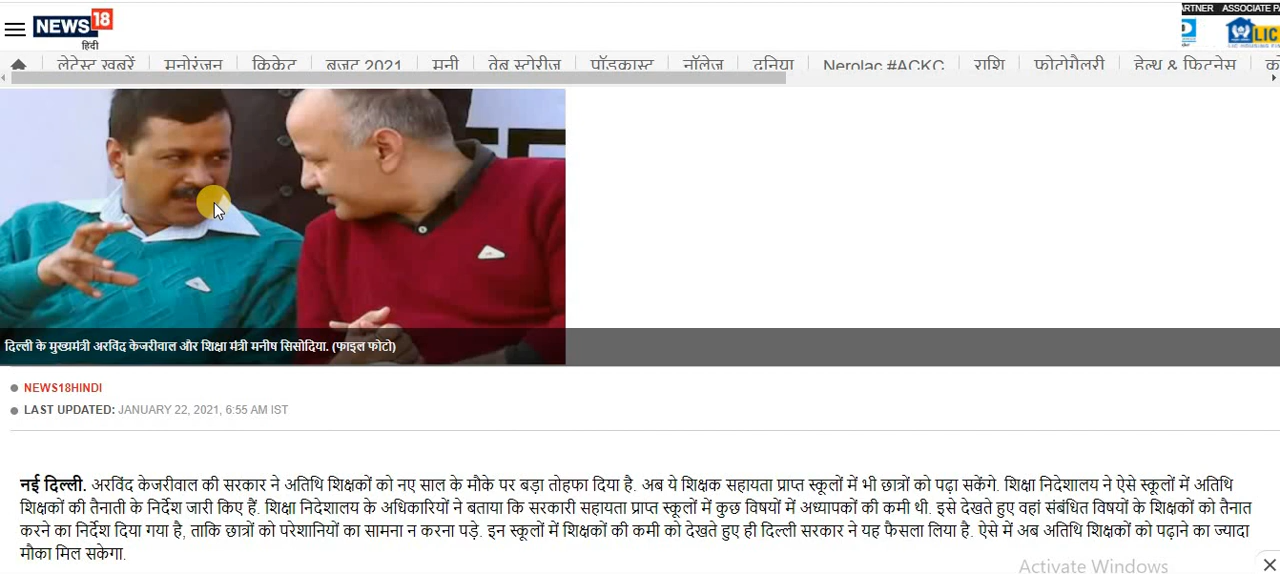 ARTNER ASSOCIATE PA
NEWS 18
हिंदी
LIC
लेटेस्ट खबरें मनोरंजन क्रिकेट बजट 2021 मनी वेब स्टोरीज पॉडकास्ट नॉलेज दुनिया Nerolac #ACKC राशि फोटोगैलरी हेल्थ & फिटनेस
दिल्ली के मुख्यमंत्री अरविंद केजरीवाल और शिक्षा मंत्री मनीष सिसोदिया. (फाइल फोटो)
NEWS18HINDI
LAST UPDATED: JANUARY 22, 2021, 6:55 AM IST
नई दिल्ली. अरविंद केजरीवाल की सरकार ने अतिथि शिक्षकों को नए साल के मौके पर बड़ा तोहफा दिया है. अब ये शिक्षक सहायता प्राप्त स्कूलों में भी छात्रों को पढ़ा सकेंगे. शिक्षा निदेशालय ने ऐसे स्कूलों में अतिथि
शिक्षकों की तैनाती के निर्देश जारी किए हैं. शिक्षा निदेशालय के अधिकारियों ने बताया कि सरकारी सहायता प्राप्त स्कूलों में कुछ विषयों में अध्यापकों की कमी थी. इसे देखते हुए वहां संबंधित विषयों के शिक्षकों को तैनात
करने का निर्देश दिया गया है, ताकि छात्रों को परेशानियों का सामना न करना पड़े. इन स्कूलों में शिक्षकों की कमी को देखते हुए ही दिल्ली सरकार ने यह फैसला लिया है. ऐसे में अब अतिथि शिक्षकों को पढ़ाने का ज्यादा
मौका मिल सकेगा.
Activate Windows